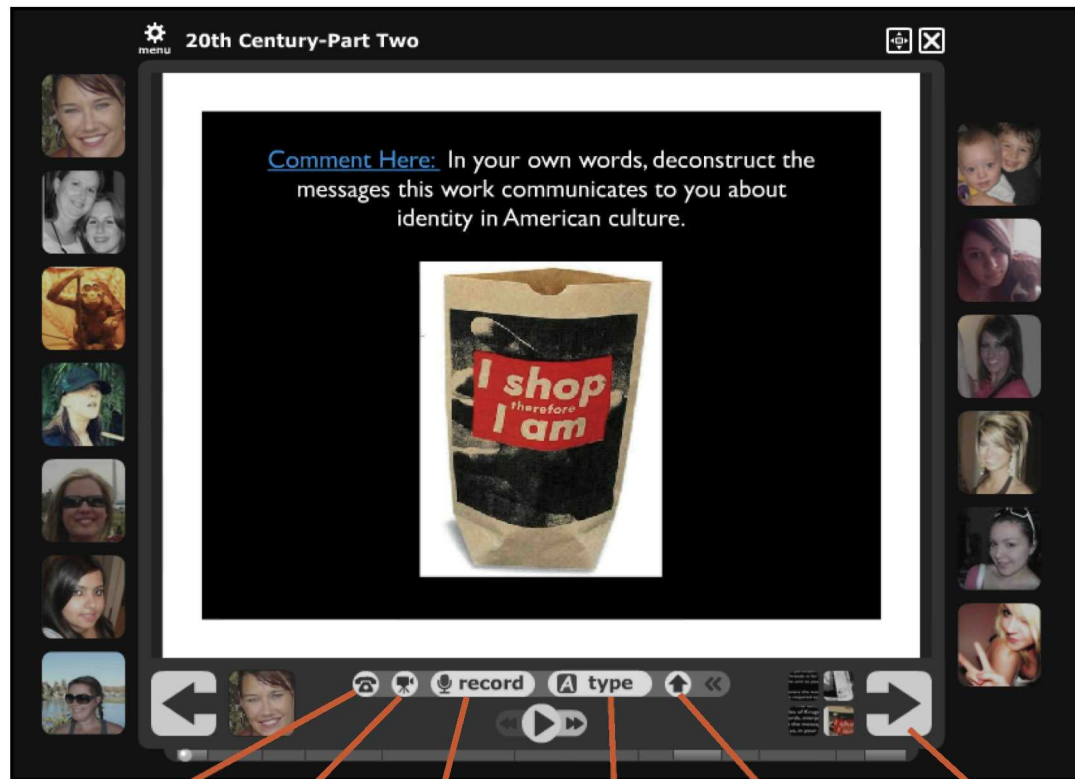 menu
20th Century-Part Two
Comment Here: In your own words, deconstruct the
messages this work communicates to you about
identity in American culture.
I shop
therefore
I am
record
A type